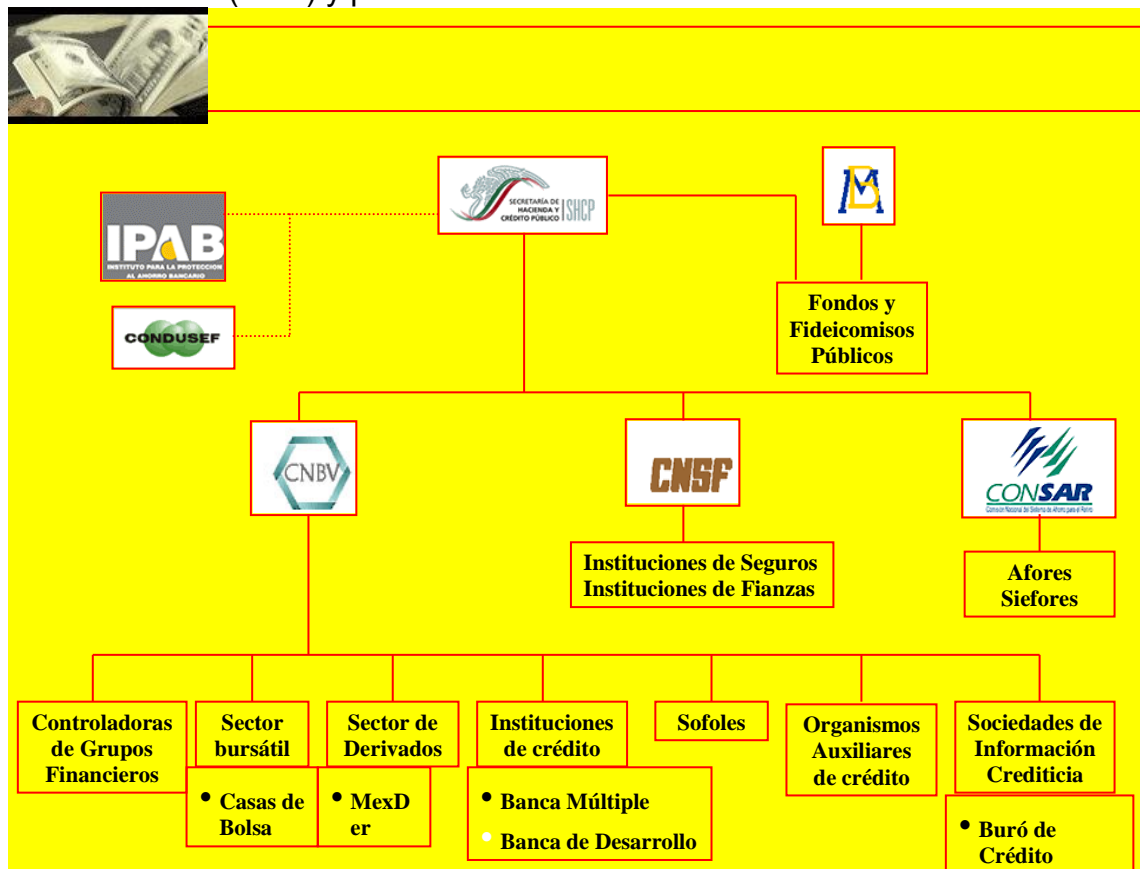 SECRETARÍA DE
HACIENDA Y
CRÉDITO PÚBLICO
SHCP
BM
IPAB
INSTITUTO PARA LA PROTECCION
AL AHORRO BANCARIO
CONDUSEF
Fondos y
Fideicomisos
Públicos
CNBV
CNSF
CONSAR
Comisión Nacional del Sistema de Ahorro para el Retiro
Instituciones de Seguros
Instituciones de Fianzas
Afores
Siefores
Controladoras
de Grupos
Financieros
Sector
bursátil
• Casas de
Bolsa
Sector de
Derivados
• MexD
er
Instituciones
de crédito
• Banca Múltiple
• Banca de Desarrollo
Sofoles
Organismos
Auxiliares
de crédito
Sociedades de
Información
Crediticia
• Buró de
Crédito